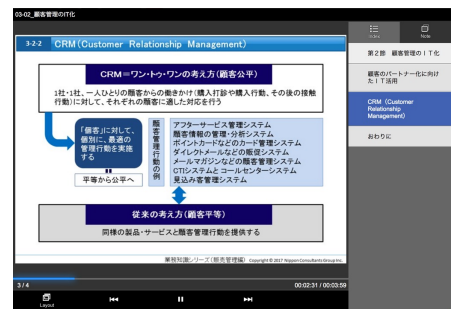 03-02_顧客管理のIT化
3-2-2 CRM(Customer Relationship Management)
CRM＝ワン・トゥ・ワンの考え方(顧客公平)
1社・1社、一人ひとりの顧客からの働きかけ(購入打診や購入行動、その後の接触
行動)に対して、それぞれの顧客に適した対応を行う
「個客」に対して、
個別に、最適の
管理行動を実施
する
平等から公平へ
顧客管理行動の例
アフターサービス管理システム
顧客情報の管理・分析システム
ポイントカードなどのカード管理システム
ダイレクトメールなどの販促システム
メールマガジンなどの顧客管理システム
CTIシステムとコールセンターシステム
見込み客管理システム
従来の考え方(顧客平等)
同様の製品・サービスと顧客管理行動を提供する
業務知識シリーズ(販売管理編) copyright © 2017 Nippon Consultants Group Inc.
3 / 4
00:02:31 / 00:03:59
Layout
Note
第２部 顧客管理のＩＴ化
顧客のパートナー化に向け
たＩＴ活用
CRM (Customer
Relationship
Management)
おわりに